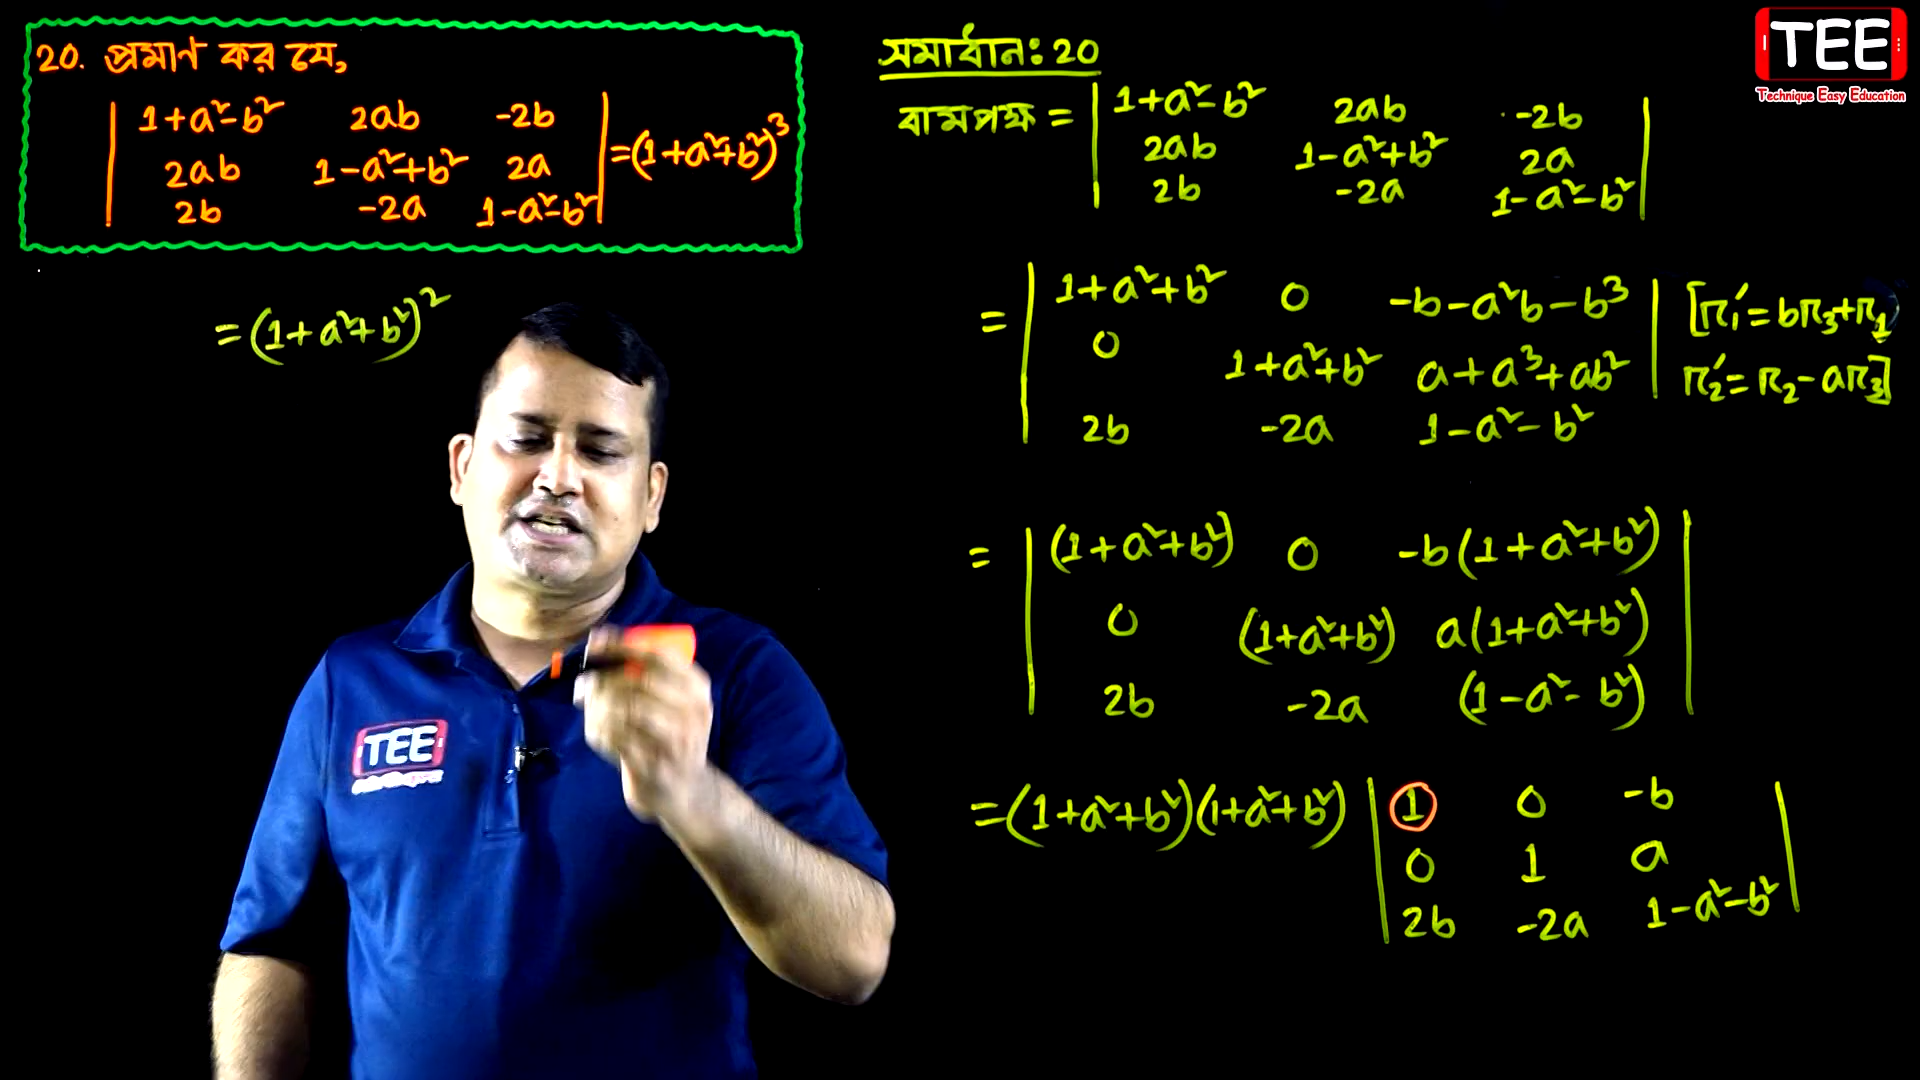 20. প্রমাণ কর যে,
| 1+a²-b² 2ab -2b |
| 2ab 1-a²+b² 2a | =(1+a²+b²)³
| 2b -2a 1-a²-b² |
=(1+a²+b²)²
TEE
সমাধান: 20
বামপক্ষ = | 1+a²-b² 2ab -2b |
| 2ab 1-a²+b² 2a |
| 2b -2a 1-a²-b² |
= | 1+a²+b² 0 -b-a²b-b³ | [r₁′=br₃+r₁
| 0 1+a²+b² a+a³+ab² | r₂′=r₂-ar₃]
| 2b -2a 1-a²-b² |
= | (1+a²+b²) 0 -b(1+a²+b²) |
| 0 (1+a²+b²) a(1+a²+b²) |
| 2b -2a (1-a²-b²) |
=(1+a²+b²)(1+a²+b²) | 1 0 -b |
| 0 1 a |
| 2b -2a 1-a²-b² |
TEE
Technique Easy Education